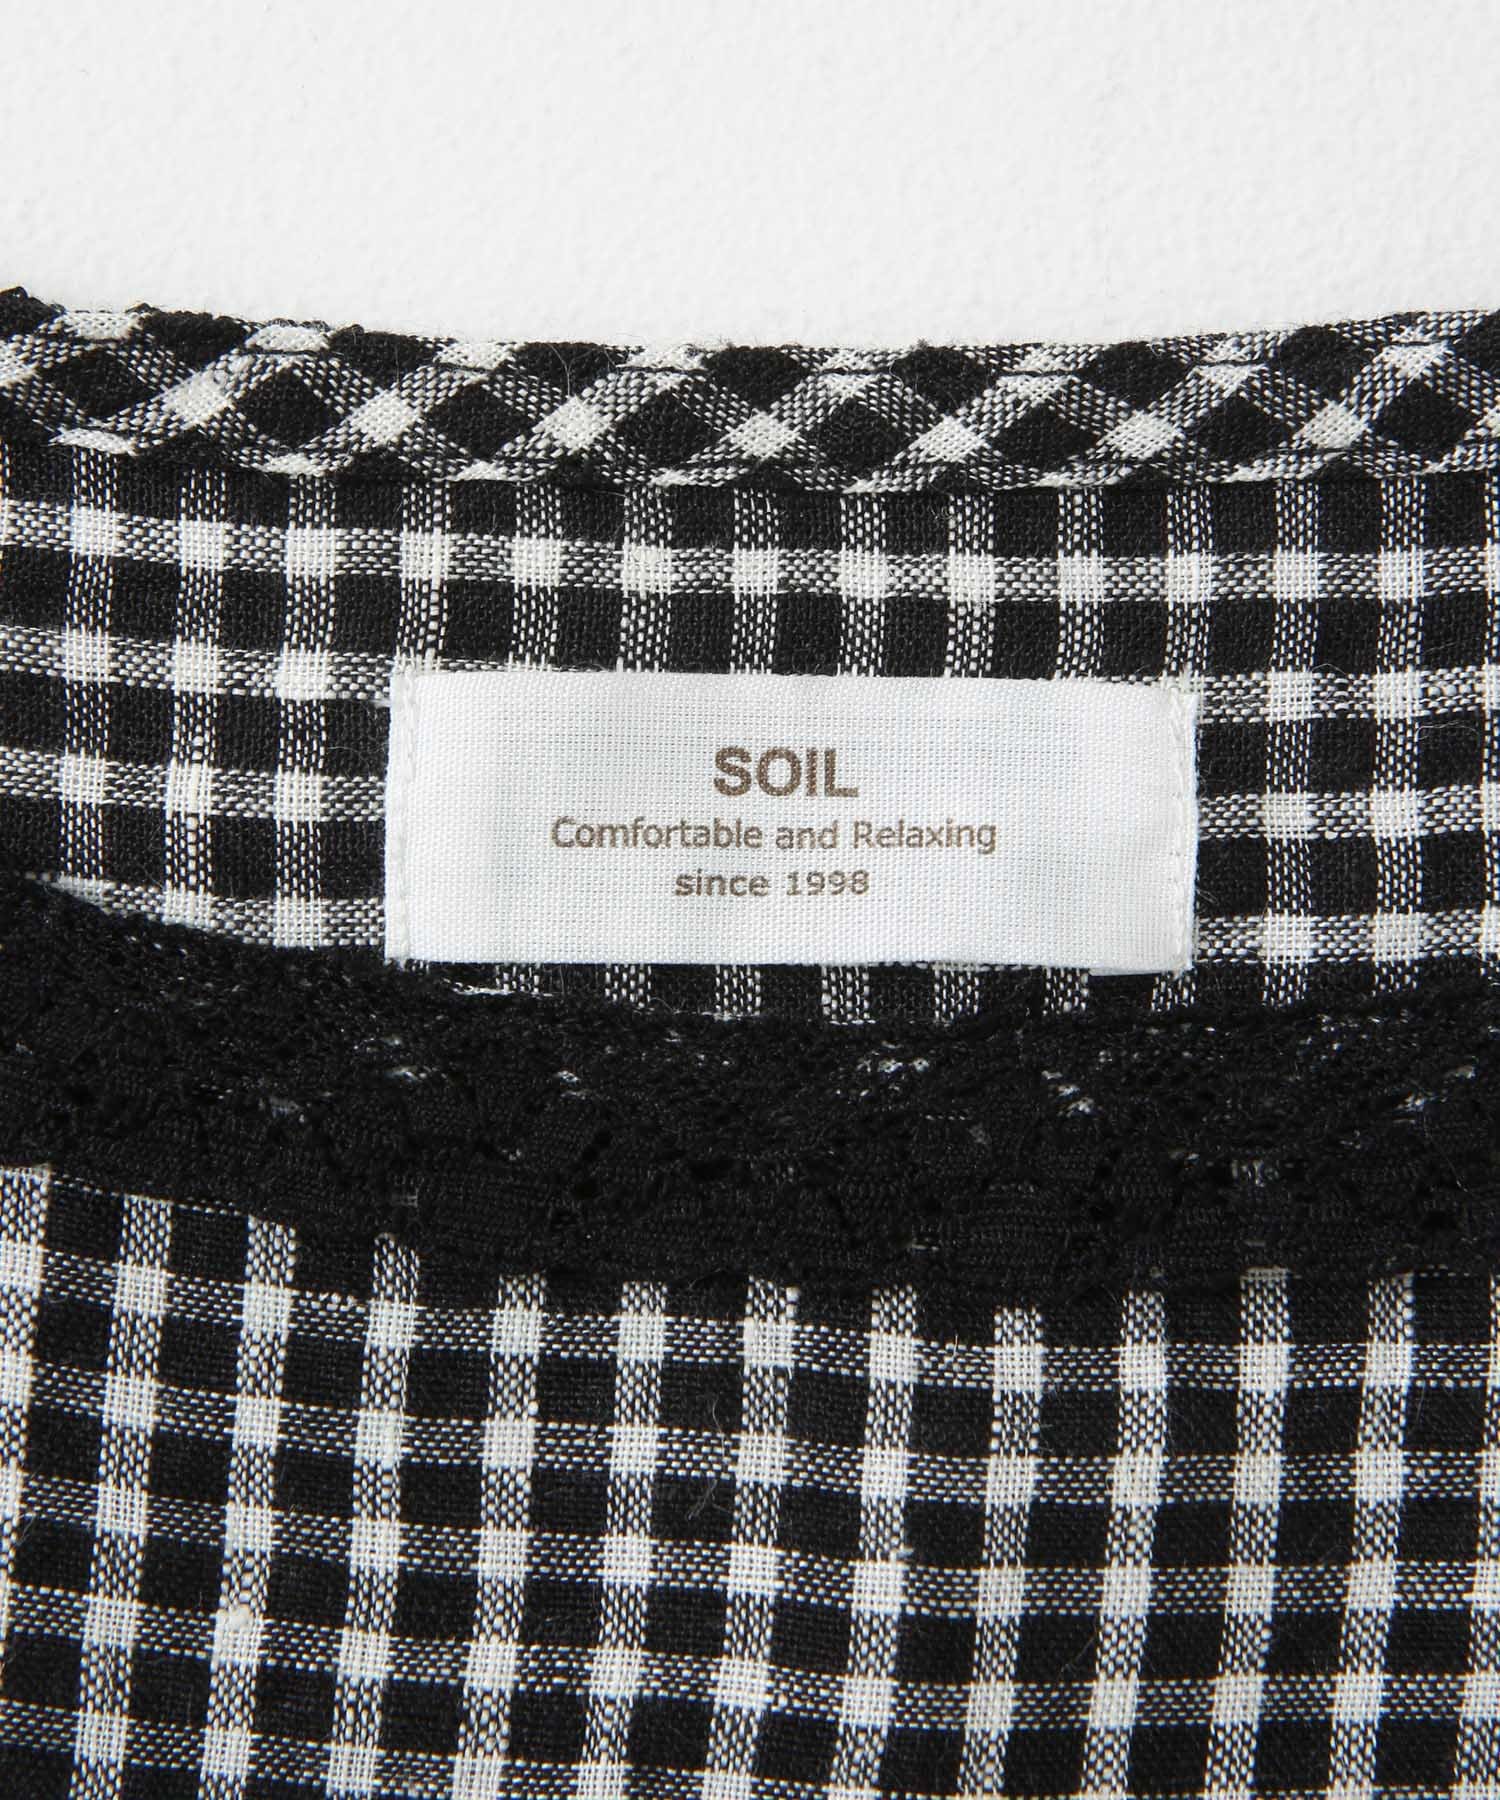 SOIL
Comfortable and Relaxing
since 1998